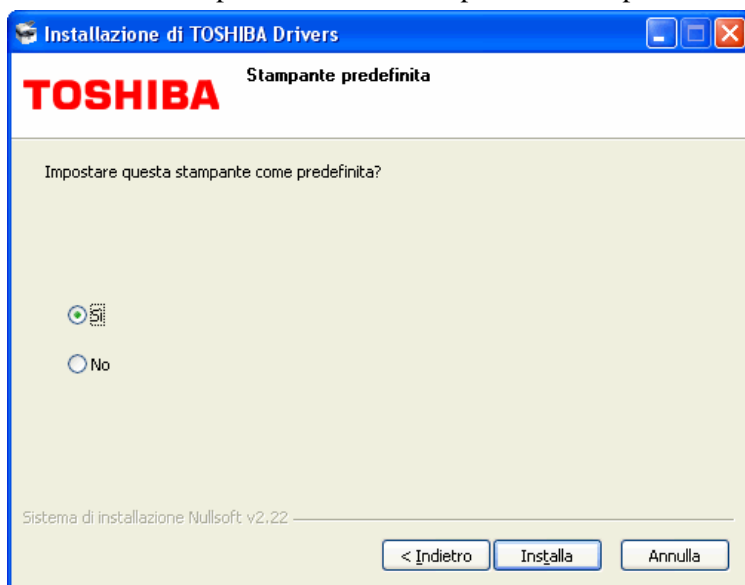 Installazione di TOSHIBA Drivers
TOSHIBA
Stampante predefinita
Impostare questa stampante come predefinita?
Sì
No
Sistema di installazione Nullsoft v2.22
< Indietro
Installa
Annulla